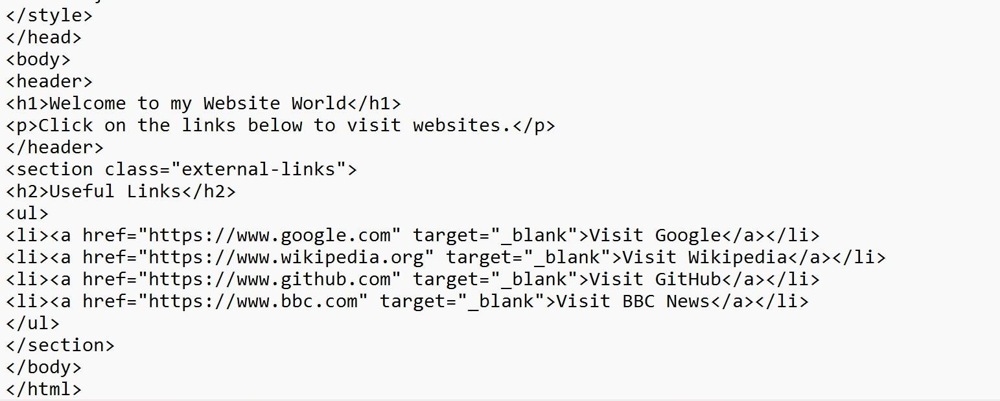 </style>
</head>
<body>
<header>
<h1>Welcome to my Website World</h1>
<p>Click on the links below to visit websites.</p>
</header>
<section class="external-links">
<h2>Useful Links</h2>
<ul>
<li><a href="https://www.google.com" target="_blank">Visit Google</a></li>
<li><a href="https://www.wikipedia.org" target="_blank">Visit Wikipedia</a></li>
<li><a href="https://www.github.com" target="_blank">Visit GitHub</a></li>
<li><a href="https://www.bbc.com" target="_blank">Visit BBC News</a></li>
</ul>
</section>
</body>
</html>